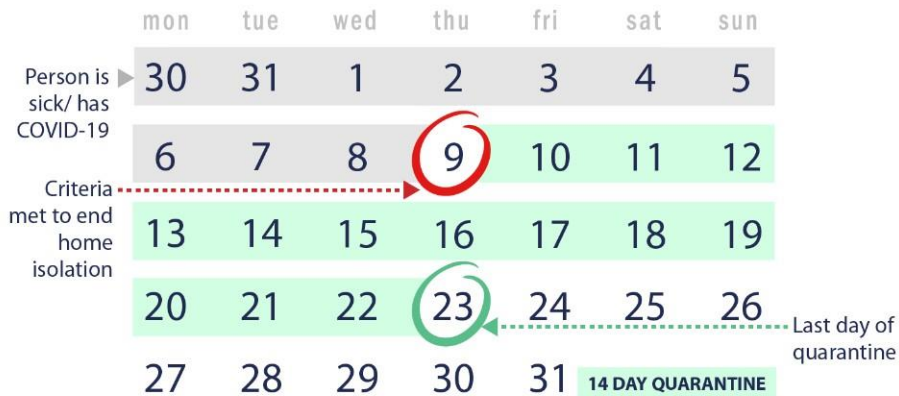 mon tue wed thu fri sat sun
Person is
sick/ has
COVID-19
30 31 1 2 3 4 5
6 7 8 9 10 11 12
Criteria
met to end
home
isolation
13 14 15 16 17 18 19
20 21 22 23 24 25 26
Last day of
quarantine
27 28 29 30 31 14 DAY QUARANTINE